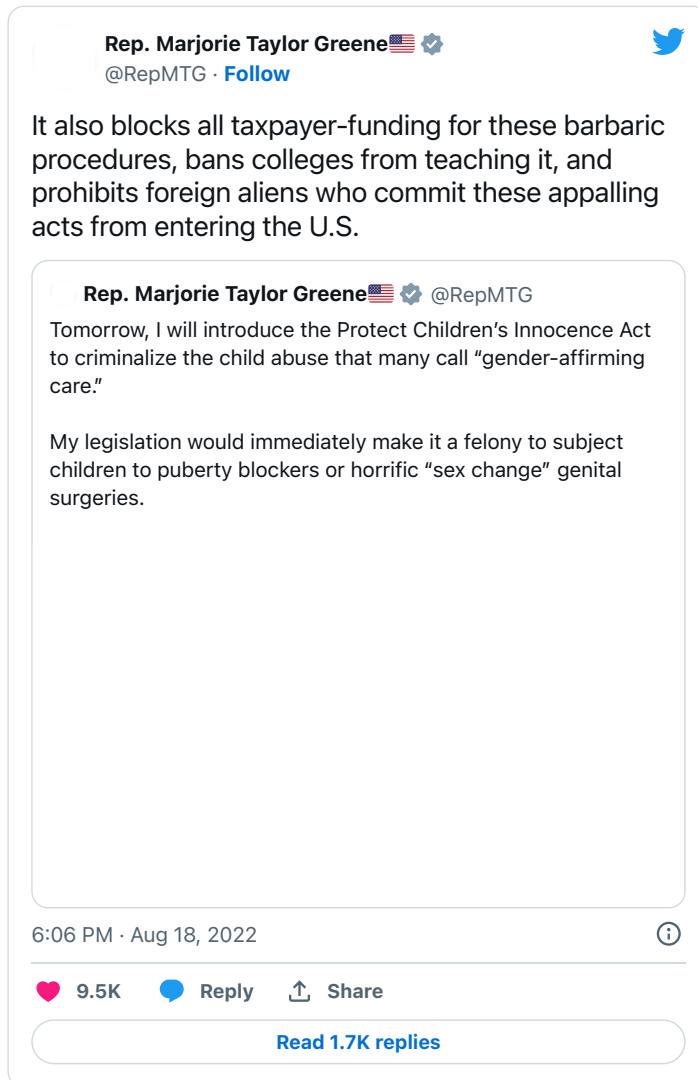 Rep. Marjorie Taylor Greene🇺🇸
@RepMTG · Follow
It also blocks all taxpayer-funding for these barbaric
procedures, bans colleges from teaching it, and
prohibits foreign aliens who commit these appalling
acts from entering the U.S.
Rep. Marjorie Taylor Greene🇺🇸 @RepMTG
Tomorrow, I will introduce the Protect Children’s Innocence Act
to criminalize the child abuse that many call “gender-affirming
care.”
My legislation would immediately make it a felony to subject
children to puberty blockers or horrific “sex change” genital
surgeries.
6:06 PM · Aug 18, 2022
9.5K Reply Share
Read 1.7K replies